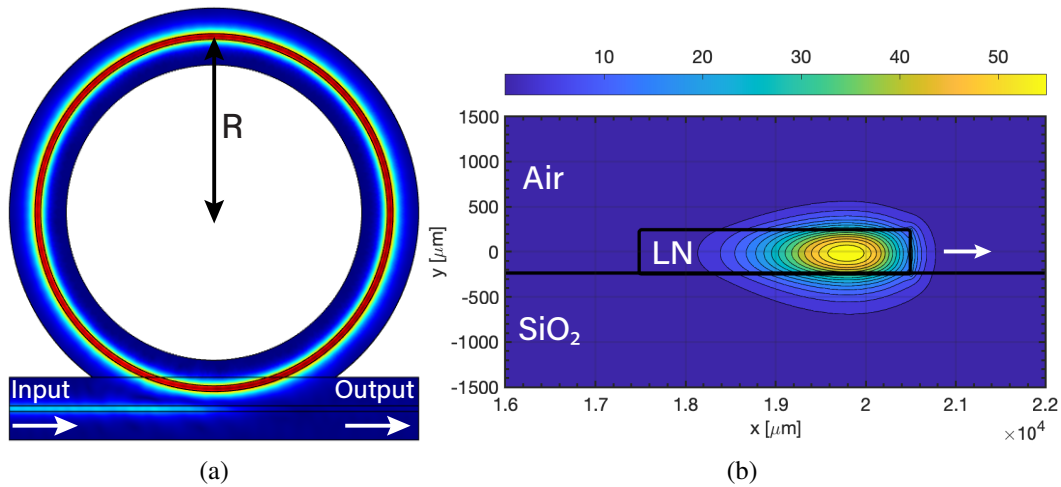 R
Input
Output
(a)
10 20 30 40 50
1500
1000
500
0
-500
-1000
-1500
y [μm]
Air
LN
SiO₂
1.6 1.7 1.8 1.9 2 2.1 2.2
x [μm]
×10⁴
(b)